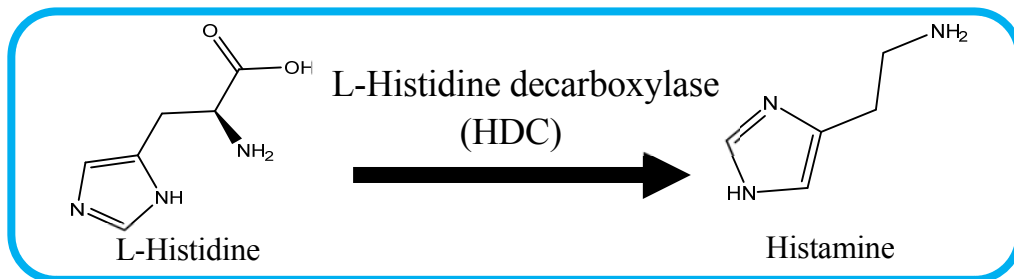 O
OH
NH2
NH
N
L-Histidine
L-Histidine decarboxylase
(HDC)
NH2
N
HN
Histamine